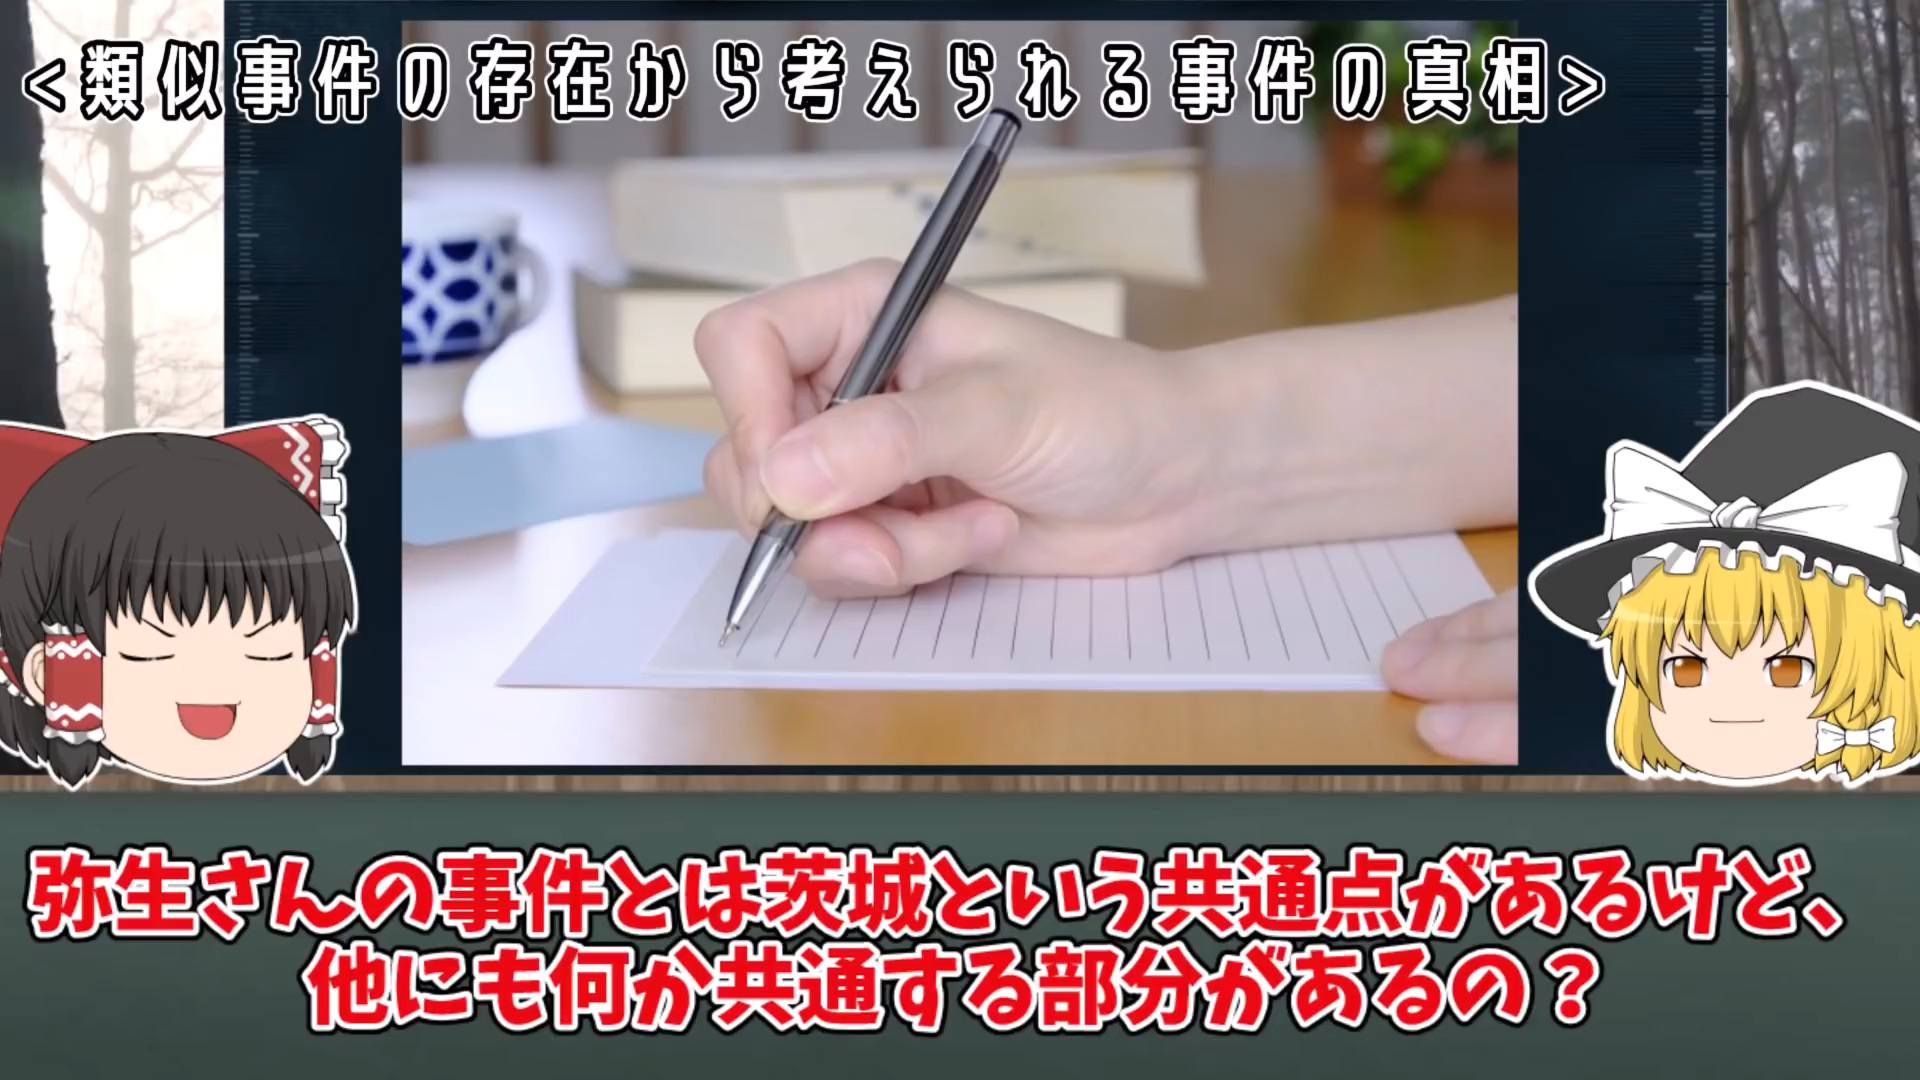 <類似事件の存在から考えられる事件の真相>
弥生さんの事件とは茨城という共通点があるけど、
他にも何か共通する部分があるの？